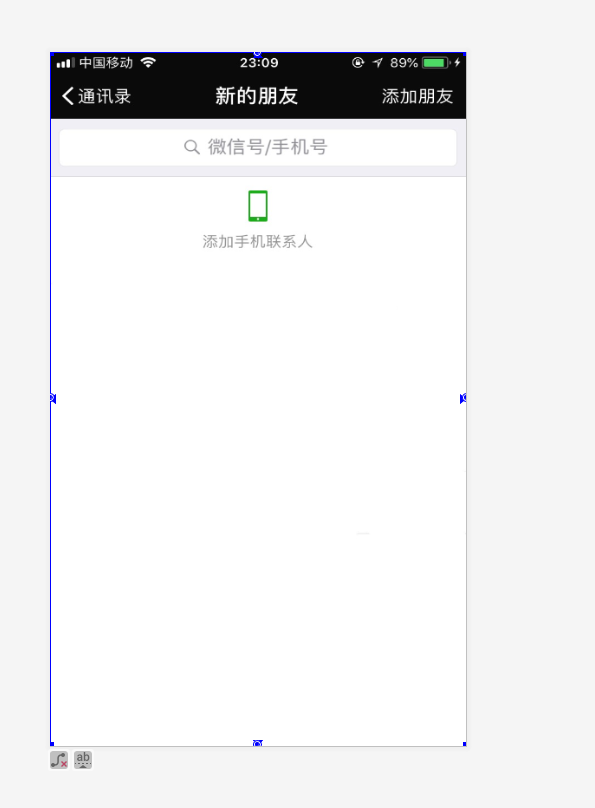 中国移动 23:09 89%
通讯录 新的朋友 添加朋友
微信号/手机号
添加手机联系人
ab